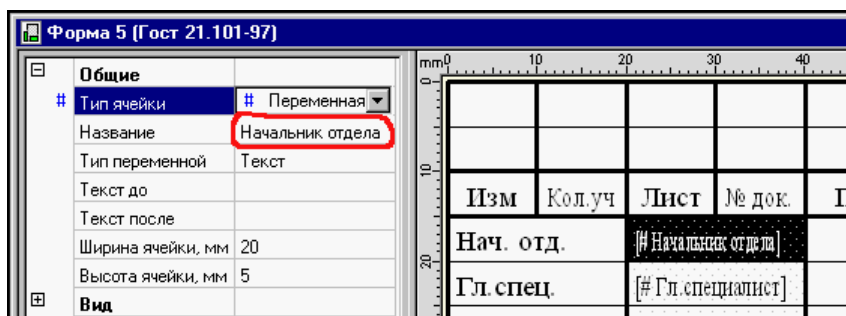 Форма 5 (Гост 21.101-97)
Общие
# Тип ячейки # Переменная
Название Начальник отдела
Тип переменной Текст
Текст до
Текст после
Ширина ячейки, мм 20
Высота ячейки, мм 5
Вид
mm 0 10 20 30 40
0
10
20
Изм Кол.уч Лист № док. П
Нач. отд. [# Начальник отдела]
Гл.спец. [# Гл.специалист]